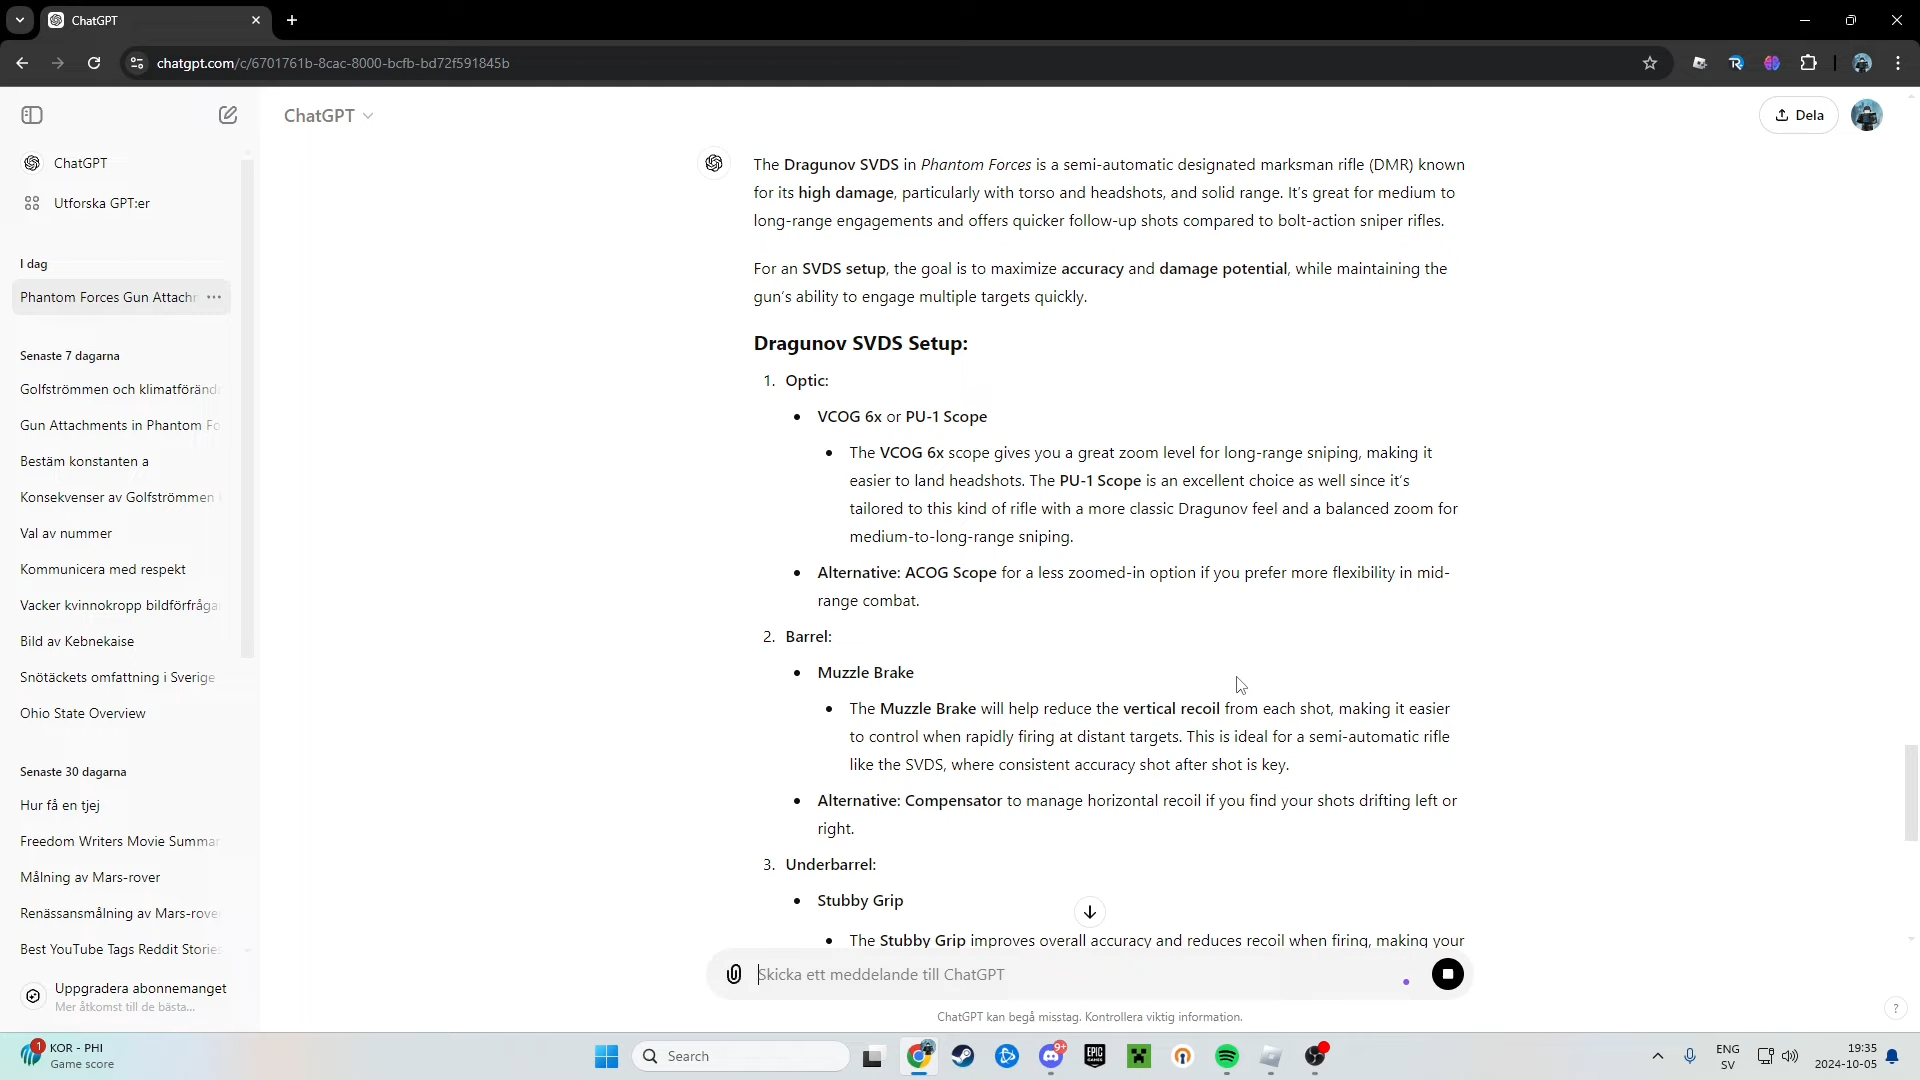 ChatGPT
chatgpt.com/c/6701761b-8cac-8000-bcfb-bd72f591845b
ChatGPT
Dela
ChatGPT
Utforska GPT:er
I dag
Phantom Forces Gun Attachr
Senaste 7 dagarna
Golfströmmen och klimatföränd
Gun Attachments in Phantom Fo
Bestäm konstanten a
Konsekvenser av Golfströmmen
Val av nummer
Kommunicera med respekt
Vacker kvinnokropp bildförfråga
Bild av Kebnekaise
Snötäckets omfattning i Sverige
Ohio State Overview
Senaste 30 dagarna
Hur få en tjej
Freedom Writers Movie Summar
Målning av Mars-rover
Renässansmålning av Mars-rove
Best YouTube Tags Reddit Stories
Uppgradera abonnemanget
Mer åtkomst till de bästa...
The Dragunov SVDS in Phantom Forces is a semi-automatic designated marksman rifle (DMR) known
for its high damage, particularly with torso and headshots, and solid range. It's great for medium to
long-range engagements and offers quicker follow-up shots compared to bolt-action sniper rifles.
For an SVDS setup, the goal is to maximize accuracy and damage potential, while maintaining the
gun's ability to engage multiple targets quickly.
Dragunov SVDS Setup:
1. Optic:
• VCOG 6x or PU-1 Scope
• The VCOG 6x scope gives you a great zoom level for long-range sniping, making it
easier to land headshots. The PU-1 Scope is an excellent choice as well since it's
tailored to this kind of rifle with a more classic Dragunov feel and a balanced zoom for
medium-to-long-range sniping.
• Alternative: ACOG Scope for a less zoomed-in option if you prefer more flexibility in mid-
range combat.
2. Barrel:
• Muzzle Brake
• The Muzzle Brake will help reduce the vertical recoil from each shot, making it easier
to control when rapidly firing at distant targets. This is ideal for a semi-automatic rifle
like the SVDS, where consistent accuracy shot after shot is key.
• Alternative: Compensator to manage horizontal recoil if you find your shots drifting left or
right.
3. Underbarrel:
• Stubby Grip
• The Stubby Grip improves overall accuracy and reduces recoil when firing, making your
Skicka ett meddelande till ChatGPT
ChatGPT kan begå misstag. Kontrollera viktig information.
?
1
KOR - PHI
Game score
Search
9+
EPIC
GAMES
ENG
SV
19:35
2024-10-05